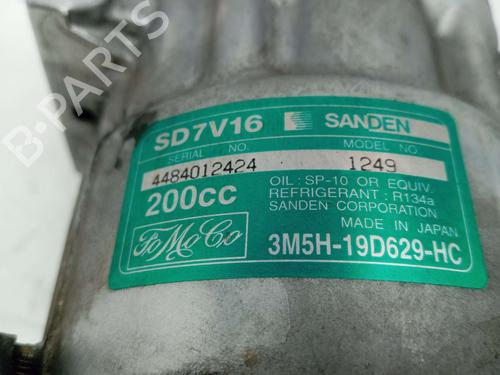 SD7V16 SANDEN
SERIAL NO. MODEL NO.
4484012424 1249
200cc
OIL : SP-10 OR EQUIV.
REFRIGERANT : R134a
SANDEN CORPORATION
MADE IN JAPAN
FoMoCo
3M5H-19D629-HC
B-PARTS